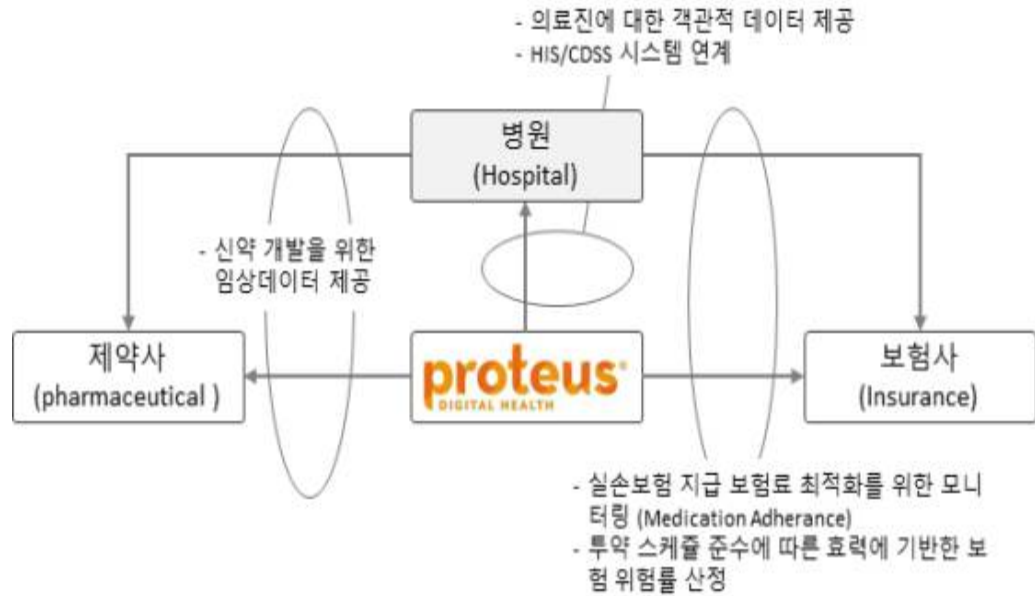 - 의료진에 대한 객관적 데이터 제공
- HIS/CDSS 시스템 연계
병원
(Hospital)
- 신약 개발을 위한
임상데이터 제공
제약사
(pharmaceutical )
proteus®
DIGITAL HEALTH
보험사
(Insurance)
- 실손보험 지급 보험료 최적화를 위한 모니
터링 (Medication Adherance)
- 투약 스케쥴 준수에 따른 효력에 기반한 보
험 위험률 산정